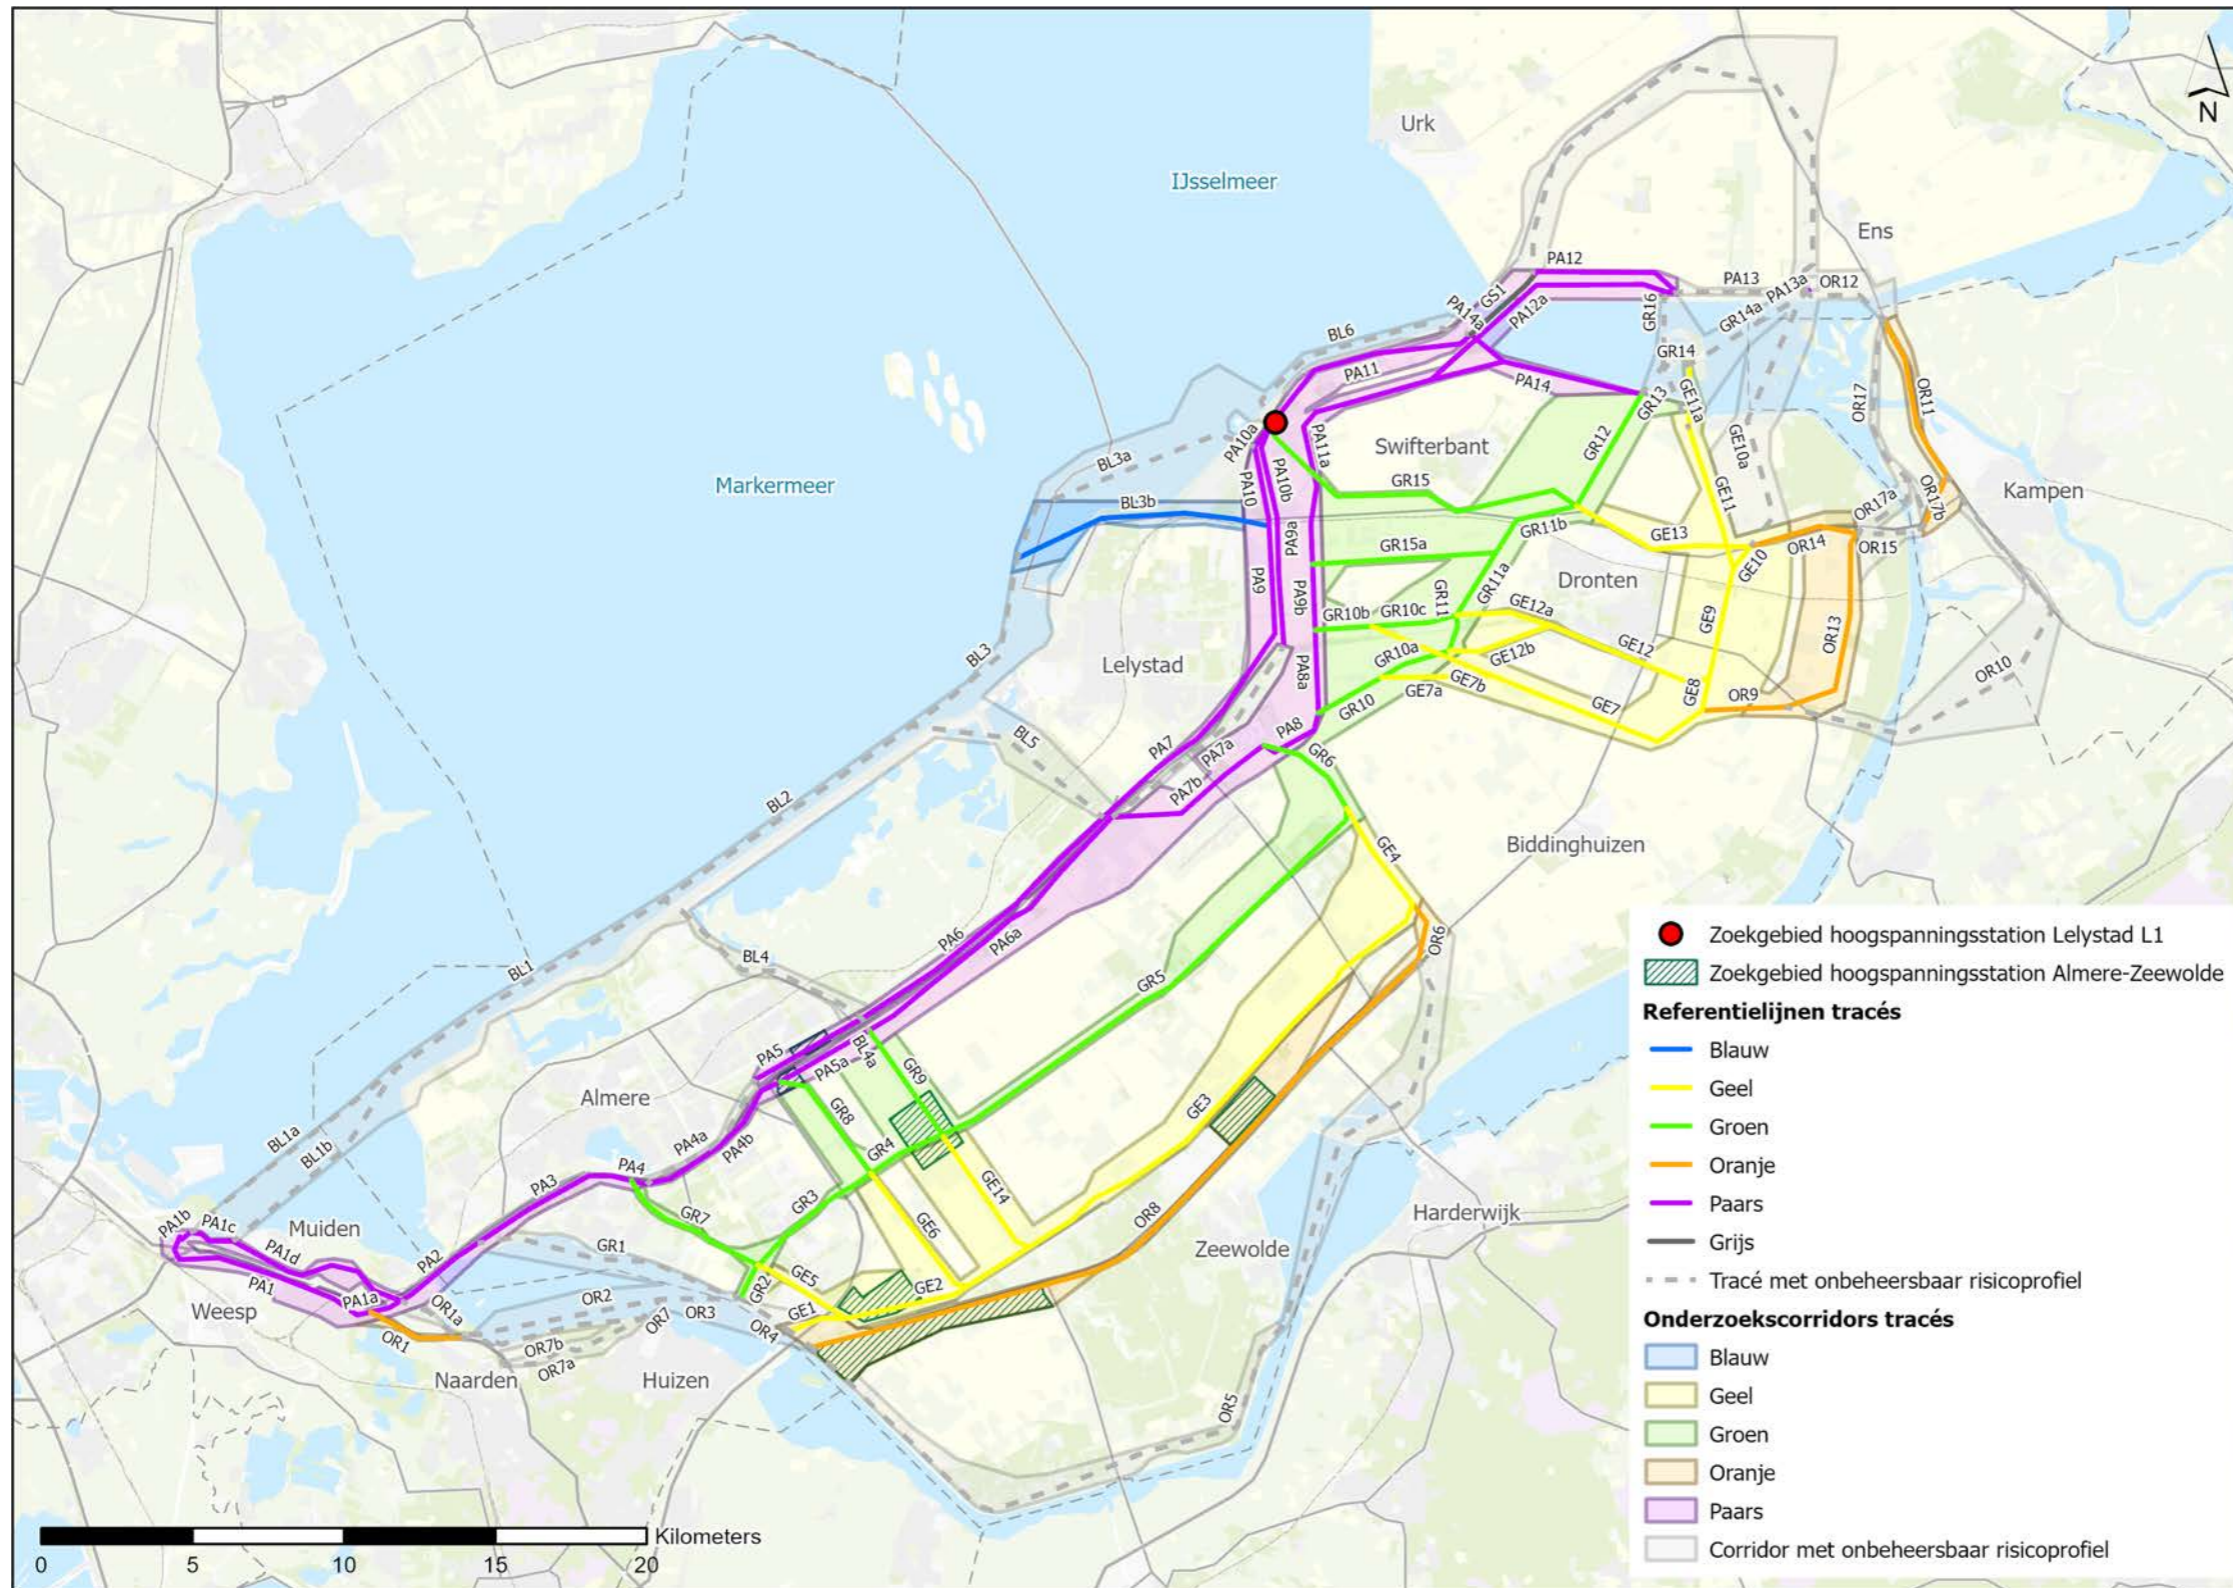 Urk
N
IJsselmeer
Ens
PA12
PA13
PA13a
OR12
GS1
PA14a
PA12a
GR16
GR14a
BL6
GR14
PA11
PA14
GE11a
GR13
OR17
OR11
PA10a
Swifterbant
PA11a
GR12
GE10a
BL3a
Markermeer
PA10
PA10b
GR15
GE11
OR17a
OR17b
Kampen
BL3b
PA9a
GR11b
GE13
OR14
OR15
GR15a
GE10
PA9
PA9b
GR11a
Dronten
GR10b
GR10c
GR11
GE12a
GE9
OR13
BL3
Lelystad
PA8a
GR10a
GE12b
GE12
OR10
GE7a
GE7b
GE7
GE8
OR9
GR10
BL5
PA7
PA7a
PA8
GR6
PA7b
BL2
GE4
Biddinghuizen
PA6
PA6a
OR6
BL4
BL1
GR5
PA5
BL4a
PA5a
GR9
Almere
GR8
GE3
BL1a
BL1b
PA4a
PA4b
GR4
PA4
PA3
GE14
GR3
GR7
OR8
Harderwijk
PA1b
PA1c
Muiden
PA1d
GE6
Zeewolde
PA2
GR1
PA1
PA1a
GR2
GE5
GE2
Weesp
OR1a
OR2
OR3
GE1
OR7
OR4
OR1
OR7b
OR7a
Naarden
Huizen
OR5
Kilometers
0 5 10 15 20
Zoekgebied hoogspanningsstation Lelystad L1
Zoekgebied hoogspanningsstation Almere-Zeewolde
Referentielijnen tracés
Blauw
Geel
Groen
Oranje
Paars
Grijs
Tracé met onbeheersbaar risicoprofiel
Onderzoekscorridors tracés
Blauw
Geel
Groen
Oranje
Paars
Corridor met onbeheersbaar risicoprofiel